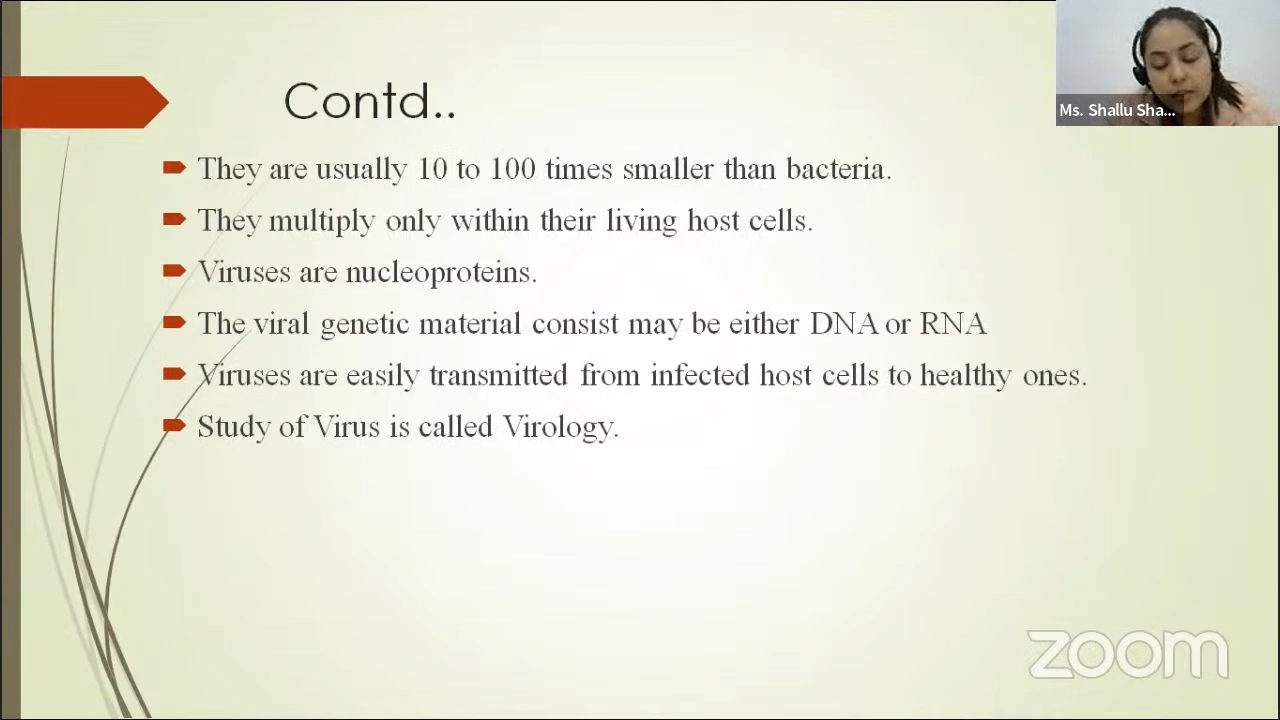 Contd..
Ms. Shallu Sha...
They are usually 10 to 100 times smaller than bacteria.
They multiply only within their living host cells.
Viruses are nucleoproteins.
The viral genetic material consist may be either DNA or RNA
Viruses are easily transmitted from infected host cells to healthy ones.
Study of Virus is called Virology.
zoom